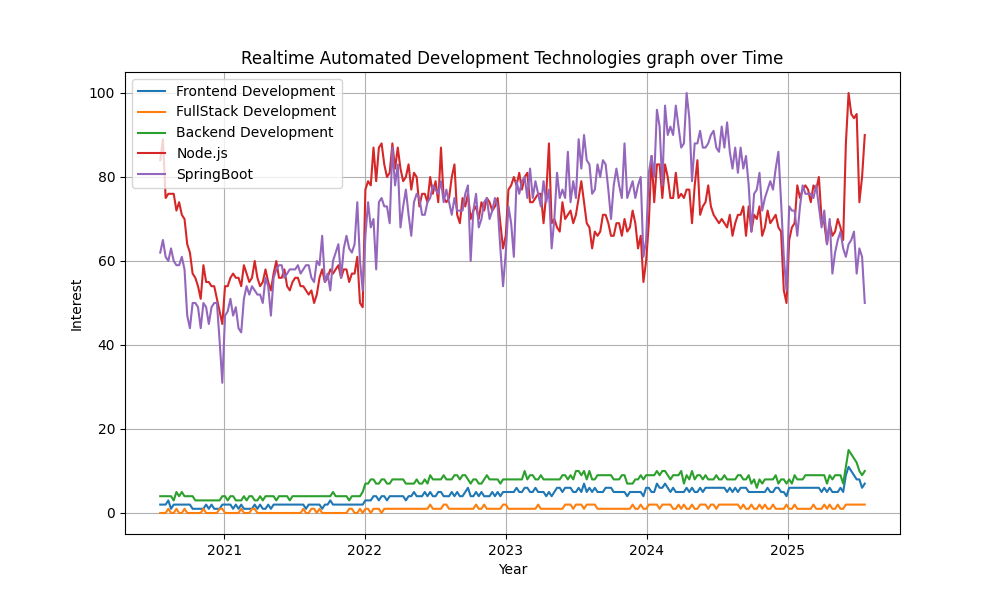 Realtime Automated Development Technologies graph over Time
Frontend Development
FullStack Development
Backend Development
Node.js
SpringBoot
100
80
60
40
20
0
Interest
2021
2022
2023
2024
2025
Year